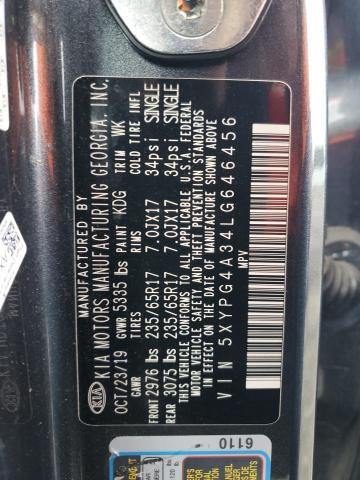 MANUFACTURED BY
KIA KIA MOTORS MANUFACTURING GEORGIA, INC.
OCT/23/19 GVWR 5335 lbs PAINT KDG TRIM WK
GAWR TIRES RIMS COLD TIRE INFL
FRONT 2976 lbs 235/65R17 7.0JX17 34psi SINGLE
REAR 3075 lbs 235/65R17 7.0JX17 34psi SINGLE
THIS VEHICLE CONFORMS TO ALL APPLICABLE U.S.A. FEDERAL
MOTOR VEHICLE SAFETY AND THEFT PREVENTION STANDARDS
IN EFFECT ON THE DATE OF MANUFACTURE SHOWN ABOVE.
VIN 5XYPG4A34LG646456
MPV
6110